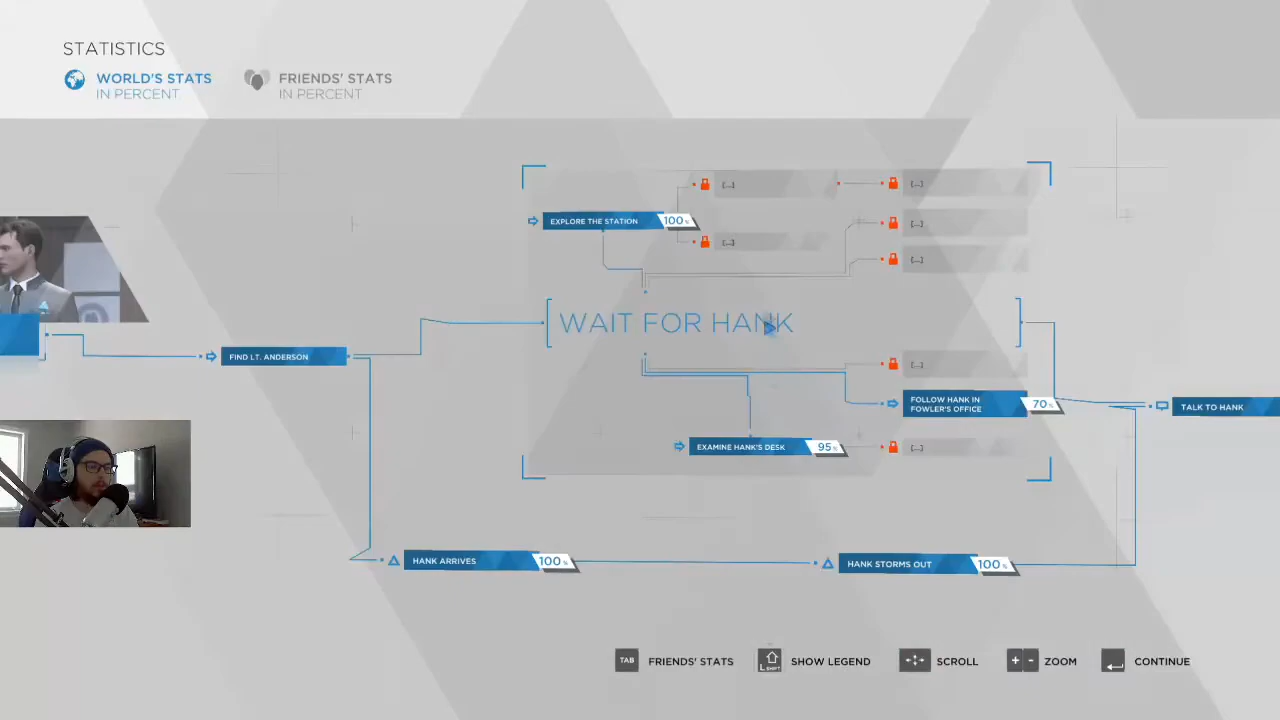 STATISTICS
WORLD'S STATS
IN PERCENT
FRIENDS' STATS
IN PERCENT
[...]
[...]
EXPLORE THE STATION 100%
[...]
[...]
[...]
WAIT FOR HANK
FIND LT. ANDERSON
[...]
FOLLOW HANK IN
FOWLER'S OFFICE 70%
TALK TO HANK
EXAMINE HANK'S DESK 95%
[...]
HANK ARRIVES 100%
HANK STORMS OUT 100%
TAB FRIENDS' STATS
L SHIFT SHOW LEGEND
SCROLL
+ - ZOOM
CONTINUE